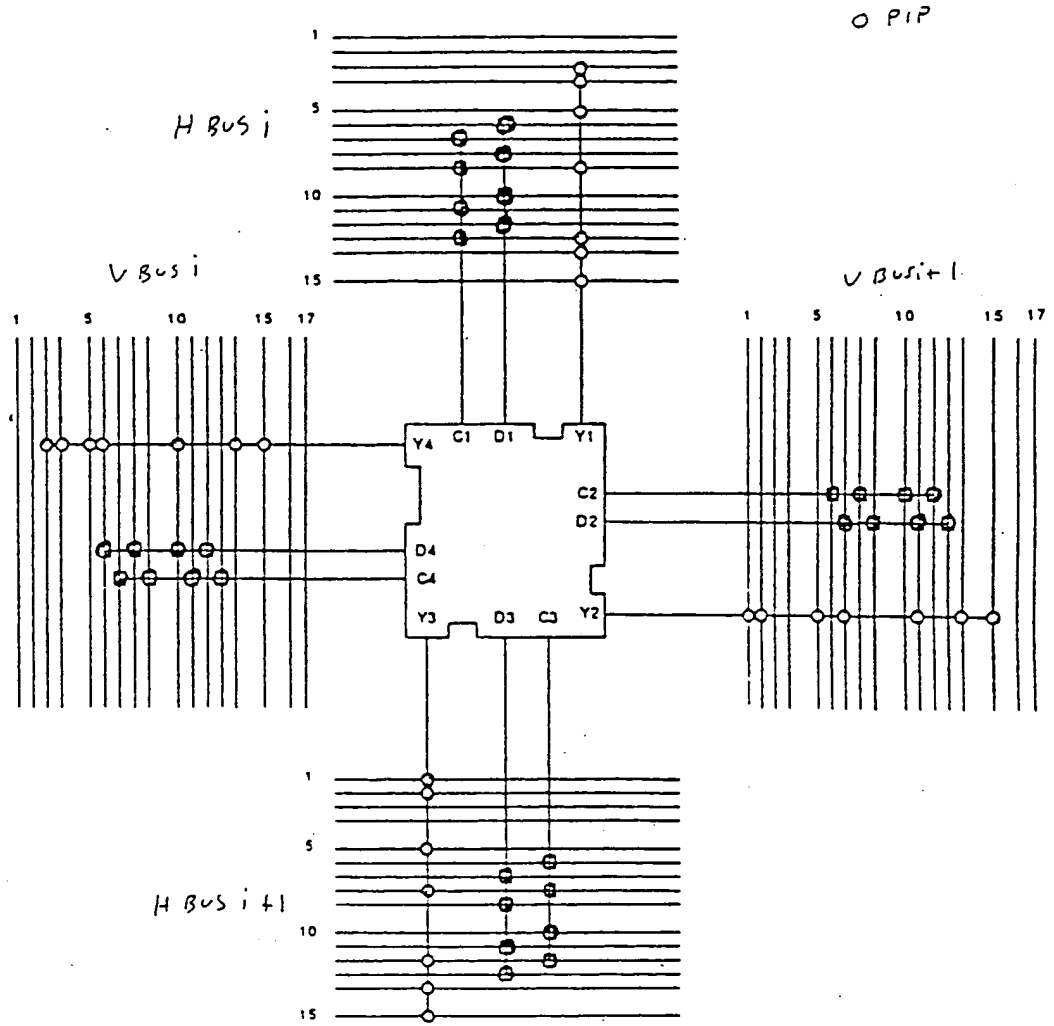 O PIP
1
5
H BUS i
10
15
V BUS i
1 5 10 15 17
V BUS i+1
1 5 10 15 17
Y4 C1 D1 Y1
C2
D2
D4
C4
Y3 D3 C3 Y2
1
5
H BUS i+1
10
15